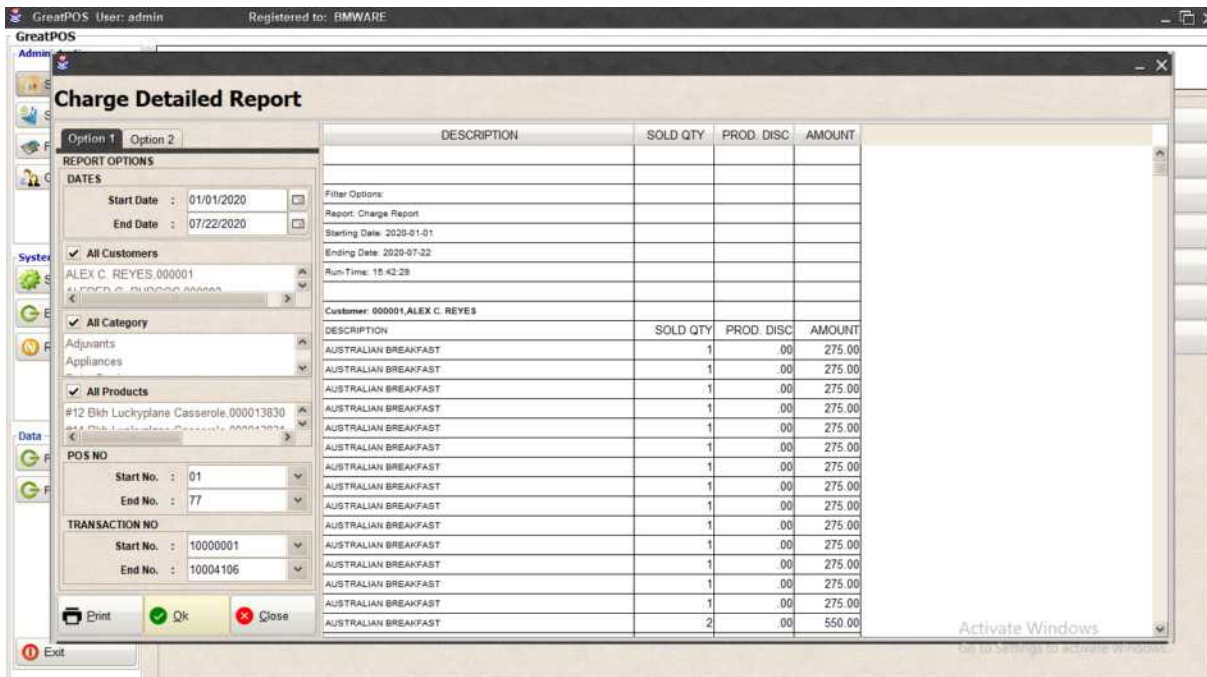 GreatPOS User: admin Registered to: BMWARE
GreatPOS
Charge Detailed Report
Option 1 Option 2
REPORT OPTIONS
DATES
Start Date : 01/01/2020
End Date : 07/22/2020
All Customers
ALEX C. REYES,000001
All Category
Adjuvants
Appliances
All Products
#12 Bkh Luckyplane Casserole,000013830
POS NO
Start No. : 01
End No. : 77
TRANSACTION NO
Start No. : 10000001
End No. : 10004106
Print Ok Close
DESCRIPTION SOLD QTY PROD. DISC AMOUNT
Filter Options:
Report: Charge Report
Starting Date: 2020-01-01
Ending Date: 2020-07-22
Run-Time: 15:42:29
Customer: 000001,ALEX C. REYES
DESCRIPTION SOLD QTY PROD. DISC AMOUNT
AUSTRALIAN BREAKFAST 1 .00 275.00
AUSTRALIAN BREAKFAST 1 .00 275.00
AUSTRALIAN BREAKFAST 1 .00 275.00
AUSTRALIAN BREAKFAST 1 .00 275.00
AUSTRALIAN BREAKFAST 1 .00 275.00
AUSTRALIAN BREAKFAST 1 .00 275.00
AUSTRALIAN BREAKFAST 1 .00 275.00
AUSTRALIAN BREAKFAST 1 .00 275.00
AUSTRALIAN BREAKFAST 1 .00 275.00
AUSTRALIAN BREAKFAST 1 .00 275.00
AUSTRALIAN BREAKFAST 1 .00 275.00
AUSTRALIAN BREAKFAST 1 .00 275.00
AUSTRALIAN BREAKFAST 1 .00 275.00
AUSTRALIAN BREAKFAST 1 .00 275.00
AUSTRALIAN BREAKFAST 2 .00 550.00
Data
Exit
Activate Windows
Go to Settings to activate Windows.